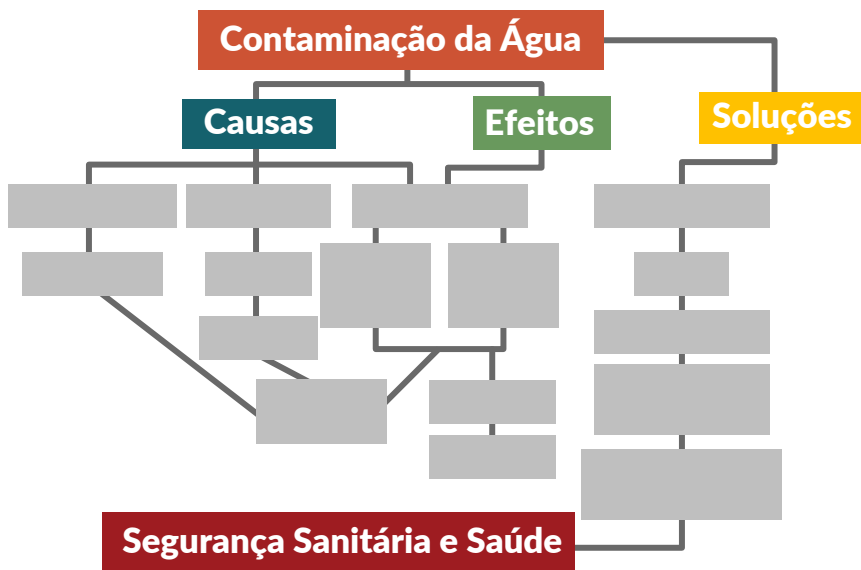 Contaminação da Água
Causas
Efeitos
Soluções
Segurança Sanitária e Saúde